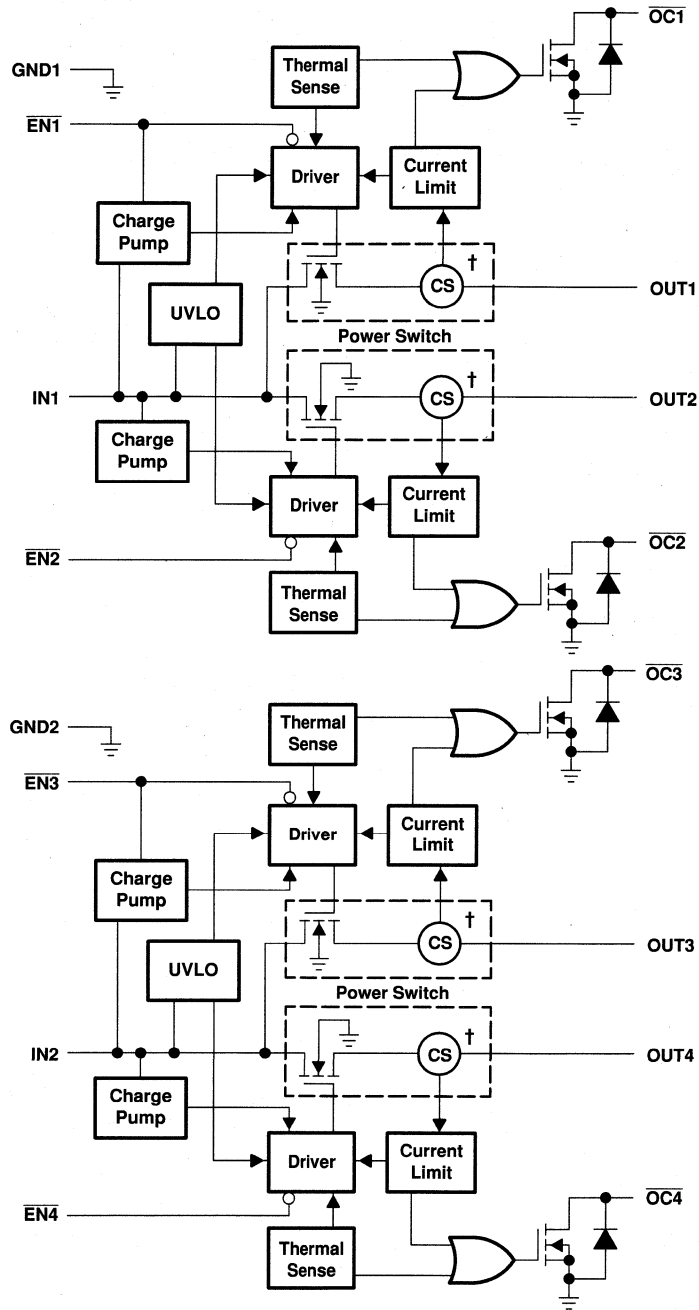 OC1
Thermal
Sense
GND1
EN1
Driver
Current
Limit
Charge
Pump
†
CS
OUT1
UVLO
Power Switch
†
IN1
CS
OUT2
Charge
Pump
Driver
Current
Limit
OC2
EN2
Thermal
Sense
OC3
Thermal
Sense
GND2
EN3
Driver
Current
Limit
Charge
Pump
†
CS
OUT3
UVLO
Power Switch
†
IN2
CS
OUT4
Charge
Pump
Driver
Current
Limit
OC4
EN4
Thermal
Sense